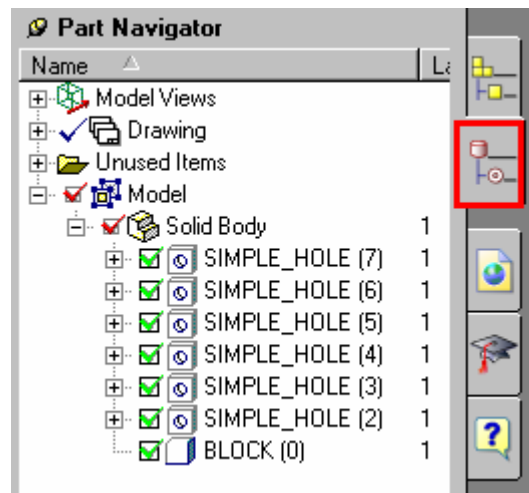 Part Navigator
Name La
Model Views
Drawing
Unused Items
Model
Solid Body 1
SIMPLE_HOLE (7) 1
SIMPLE_HOLE (6) 1
SIMPLE_HOLE (5) 1
SIMPLE_HOLE (4) 1
SIMPLE_HOLE (3) 1
SIMPLE_HOLE (2) 1
BLOCK (0) 1